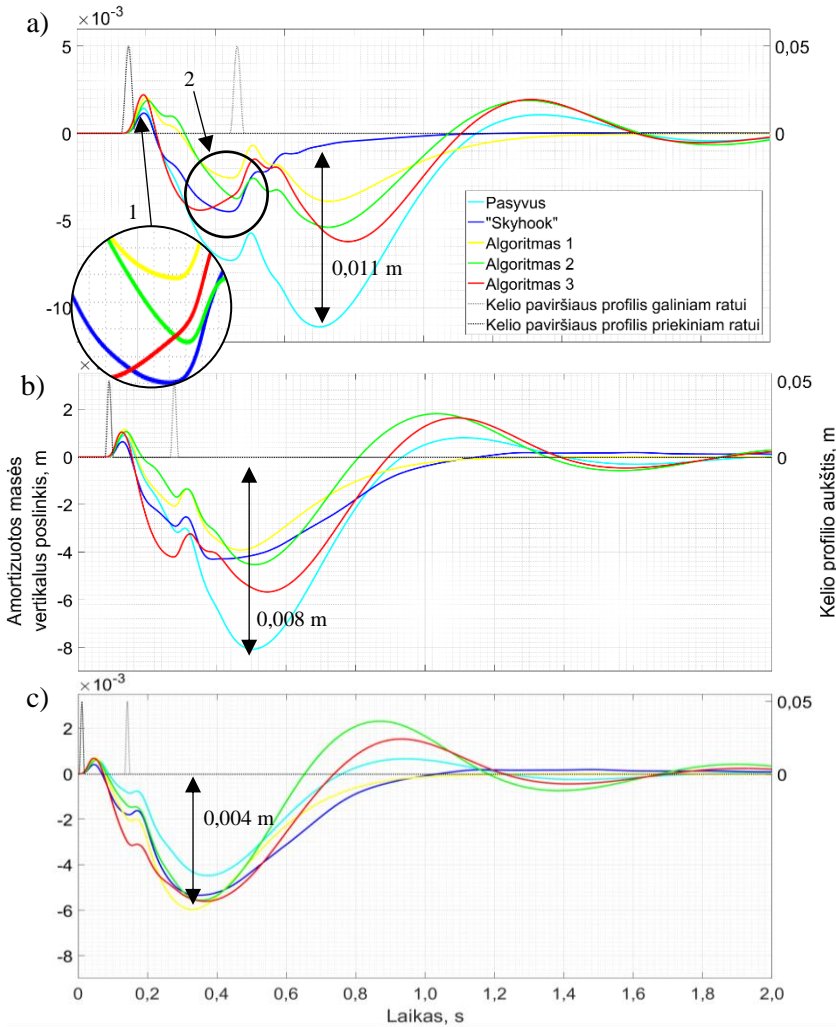 a)
×10⁻³
5
0
-5
-10
0,05
0
2
1
0,011 m
Pasyvus
"Skyhook"
Algoritmas 1
Algoritmas 2
Algoritmas 3
Kelio paviršiaus profilis galiniam ratui
Kelio paviršiaus profilis priekiniam ratui
b)
2
0
-2
-4
-6
-8
0,05
0
0,008 m
Amortizuotos masės
vertikalus poslinkis, m
Kelio profilio aukštis, m
c)
×10⁻³
2
0
-2
-4
-6
-8
0,05
0
0,004 m
0 0,2 0,4 0,6 0,8 1,0 1,2 1,4 1,6 1,8 2,0
Laikas, s